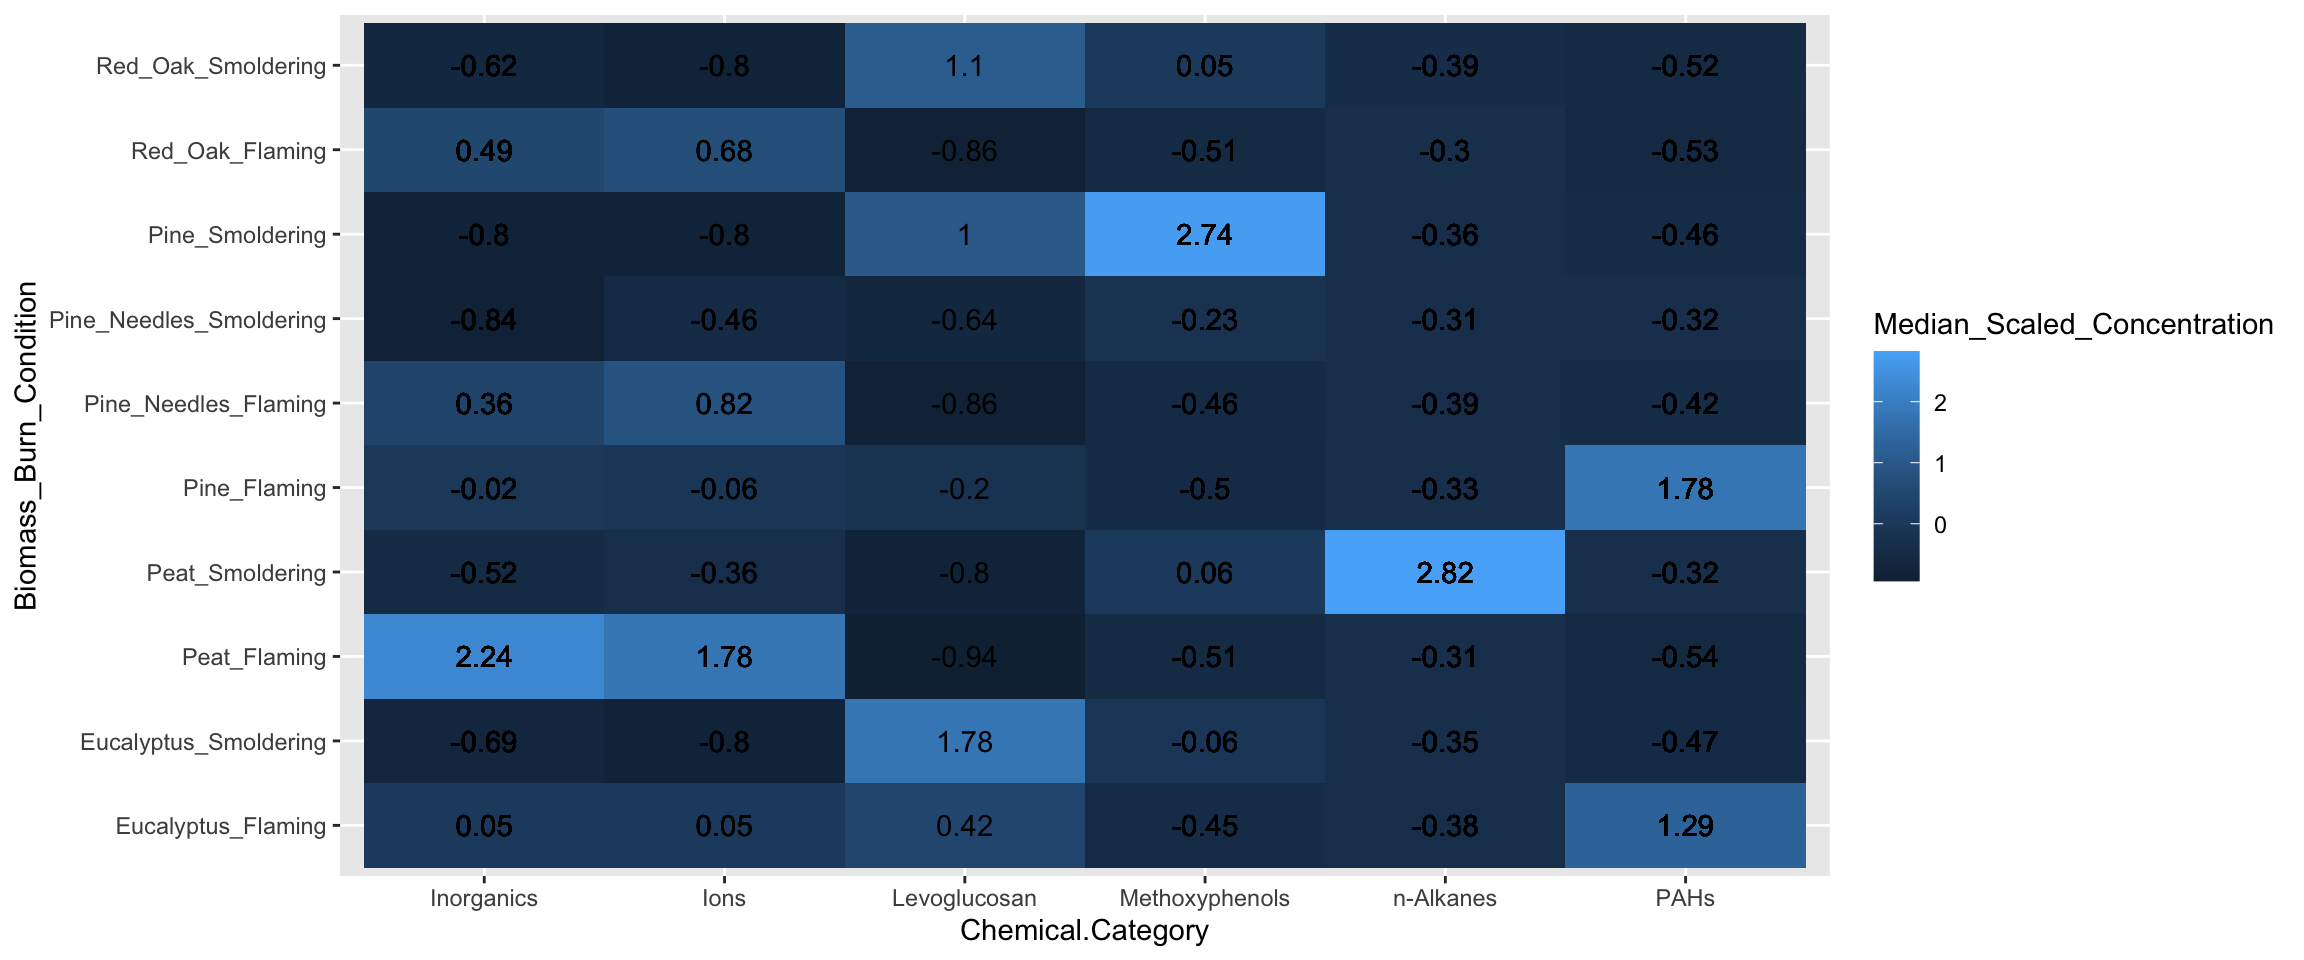 Red_Oak_Smoldering -0.62 -0.8 1.1 0.05 -0.39 -0.52
Red_Oak_Flaming 0.49 0.68 -0.86 -0.51 -0.3 -0.53
Pine_Smoldering -0.8 -0.8 1 2.74 -0.36 -0.46
Pine_Needles_Smoldering -0.84 -0.46 -0.64 -0.23 -0.31 -0.32
Pine_Needles_Flaming 0.36 0.82 -0.86 -0.46 -0.39 -0.42
Pine_Flaming -0.02 -0.06 -0.2 -0.5 -0.33 1.78
Peat_Smoldering -0.52 -0.36 -0.8 0.06 2.82 -0.32
Peat_Flaming 2.24 1.78 -0.94 -0.51 -0.31 -0.54
Eucalyptus_Smoldering -0.69 -0.8 1.78 -0.06 -0.35 -0.47
Eucalyptus_Flaming 0.05 0.05 0.42 -0.45 -0.38 1.29
Inorganics Ions Levoglucosan Methoxyphenols n-Alkanes PAHs
Chemical.Category
Biomass_Burn_Condition
Median_Scaled_Concentration
2
1
0